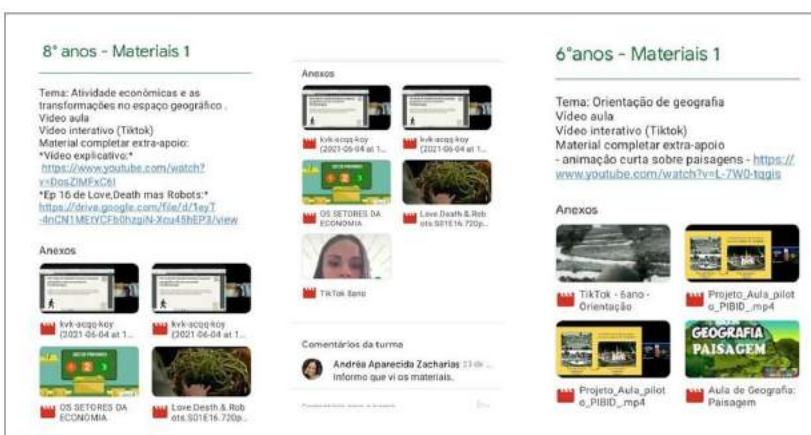 8° anos - Materiais 1
Tema: Atividade econômicas e as
transformações no espaço geográfico .
Vídeo aula
Vídeo interativo (Tiktok)
Material completar extra-apoio:
*Vídeo explicativo:*
https://www.youtube.com/watch?
v=DosZIMFxC6I
*Ep 16 de Love,Death mas Robots:*
https://drive.google.com/file/d/1eyT
-4nCN1MEtYCFb0hzgiN-Xcu45hEP3/view
Anexos
kvk-acqq-koy
(2021-06-04 at 1...
kvk-acqq-koy
(2021-06-04 at 1...
OS SETORES DA
ECONOMIA
Love.Death.&.Rob
ots.S01E16.720p...
Anexos
kvk-acqq-koy
(2021-06-04 at 1...
kvk-acqq-koy
(2021-06-04 at 1...
OS SETORES DA
ECONOMIA
Love.Death.&.Rob
ots.S01E16.720p...
TikTok 8ano
Comentários da turma
Andréa Aparecida Zacharias 23 de ...
Informo que vi os materiais.
6°anos - Materiais 1
Tema: Orientação de geografia
Vídeo aula
Vídeo interativo (Tiktok)
Material completar extra-apoio
- animação curta sobre paisagens - https://
www.youtube.com/watch?v=L-7W0-tqgis
Anexos
TikTok - 6ano -
Orientação
Projeto_Aula_pilot
o_PIBID_.mp4
GEOGRAFIA
PAISAGEM
Projeto_Aula_pilot
o_PIBID_.mp4
Aula de Geografia:
Paisagem